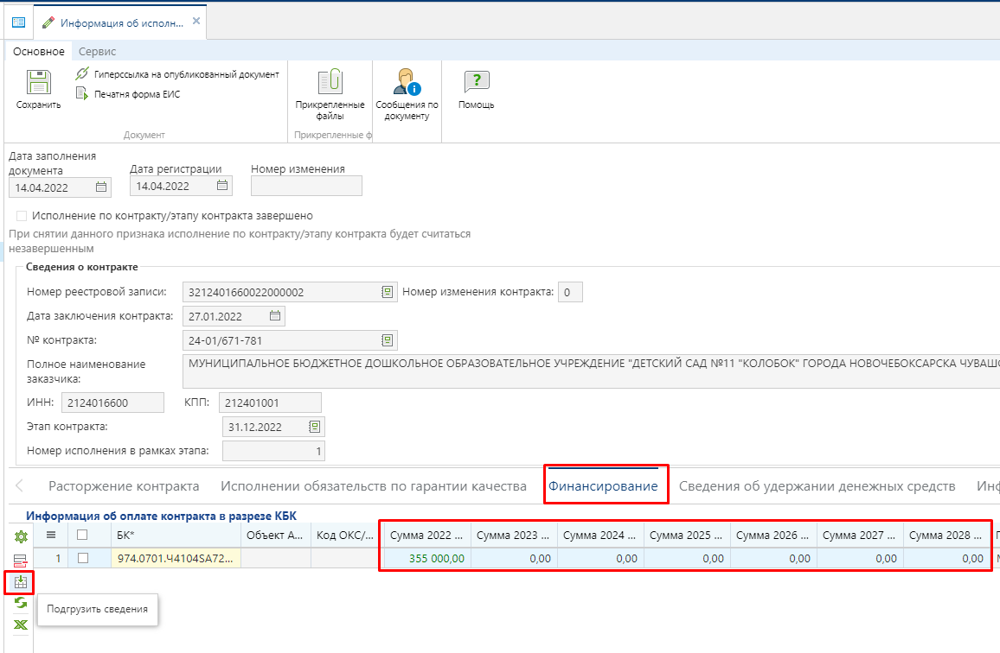 Информация об исполн...
Основное Сервис
Сохранить
Гиперссылка на опубликованный документ
Печатня форма ЕИС
Прикрепленные файлы
Сообщения по документу
? Помощь
Документ
Прикрепленные ф
Дата заполнения документа
Дата регистрации
Номер изменения
14.04.2022
14.04.2022
Исполнение по контракту/этапу контракта завершено
При снятии данного признака исполнение по контракту/этапу контракта будет считаться
незавершенным
Сведения о контракте
Номер реестровой записи: 3212401660022000002 Номер изменения контракта: 0
Дата заключения контракта: 27.01.2022
№ контракта: 24-01/671-781
Полное наименование заказчика: МУНИЦИПАЛЬНОЕ БЮДЖЕТНОЕ ДОШКОЛЬНОЕ ОБРАЗОВАТЕЛЬНОЕ УЧРЕЖДЕНИЕ "ДЕТСКИЙ САД №11 "КОЛОБОК" ГОРОДА НОВОЧЕБОКСАРСКА ЧУВАШС
ИНН: 2124016600 КПП: 212401001
Этап контракта: 31.12.2022
Номер исполнения в рамках этапа: 1
Расторжение контракта Исполнении обязательств по гарантии качества Финансирование Сведения об удержании денежных средств Инф
Информация об оплате контракта в разрезе КБК
БК* Объект А... Код ОКС/... Сумма 2022 ... Сумма 2023 ... Сумма 2024 ... Сумма 2025 ... Сумма 2026 ... Сумма 2027 ... Сумма 2028 ...
1 974.0701.Ч4104SA72... 355 000,00 0,00 0,00 0,00 0,00 0,00 0,00
Подгрузить сведения